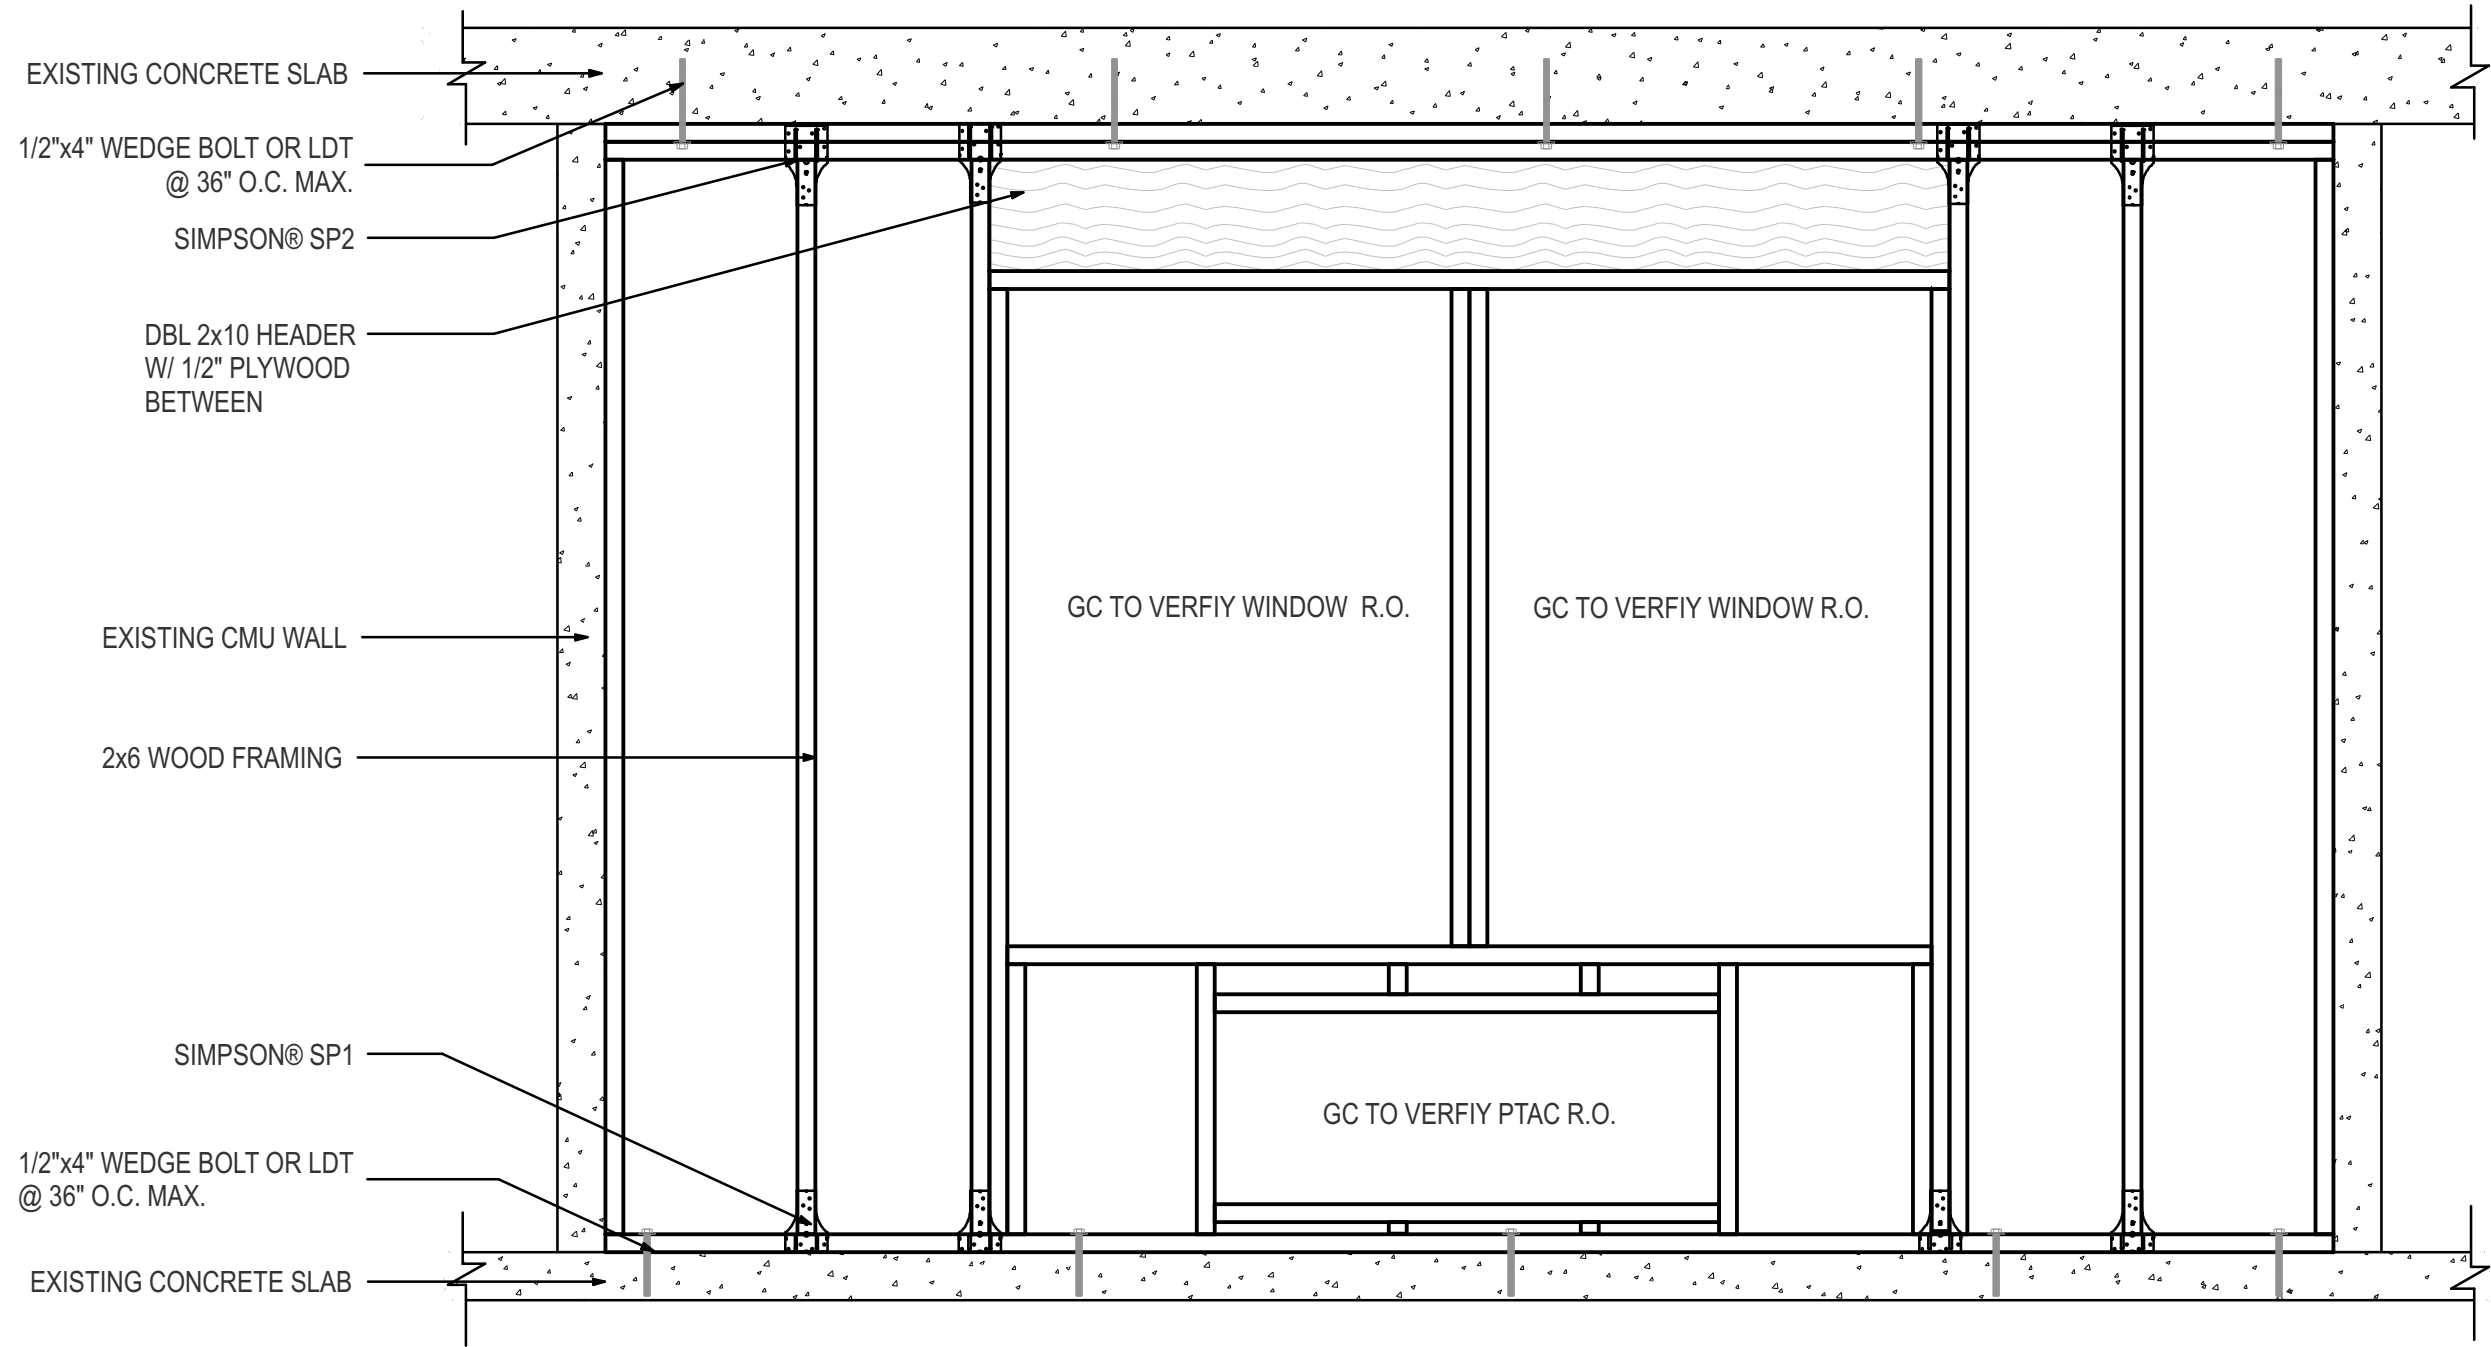 EXISTING CONCRETE SLAB
1/2"x4" WEDGE BOLT OR LDT
@ 36" O.C. MAX.
SIMPSON® SP2
DBL 2x10 HEADER
W/ 1/2" PLYWOOD
BETWEEN
GC TO VERFIY WINDOW R.O.
GC TO VERFIY WINDOW R.O.
EXISTING CMU WALL
2x6 WOOD FRAMING
SIMPSON® SP1
GC TO VERFIY PTAC R.O.
1/2"x4" WEDGE BOLT OR LDT
@ 36" O.C. MAX.
EXISTING CONCRETE SLAB